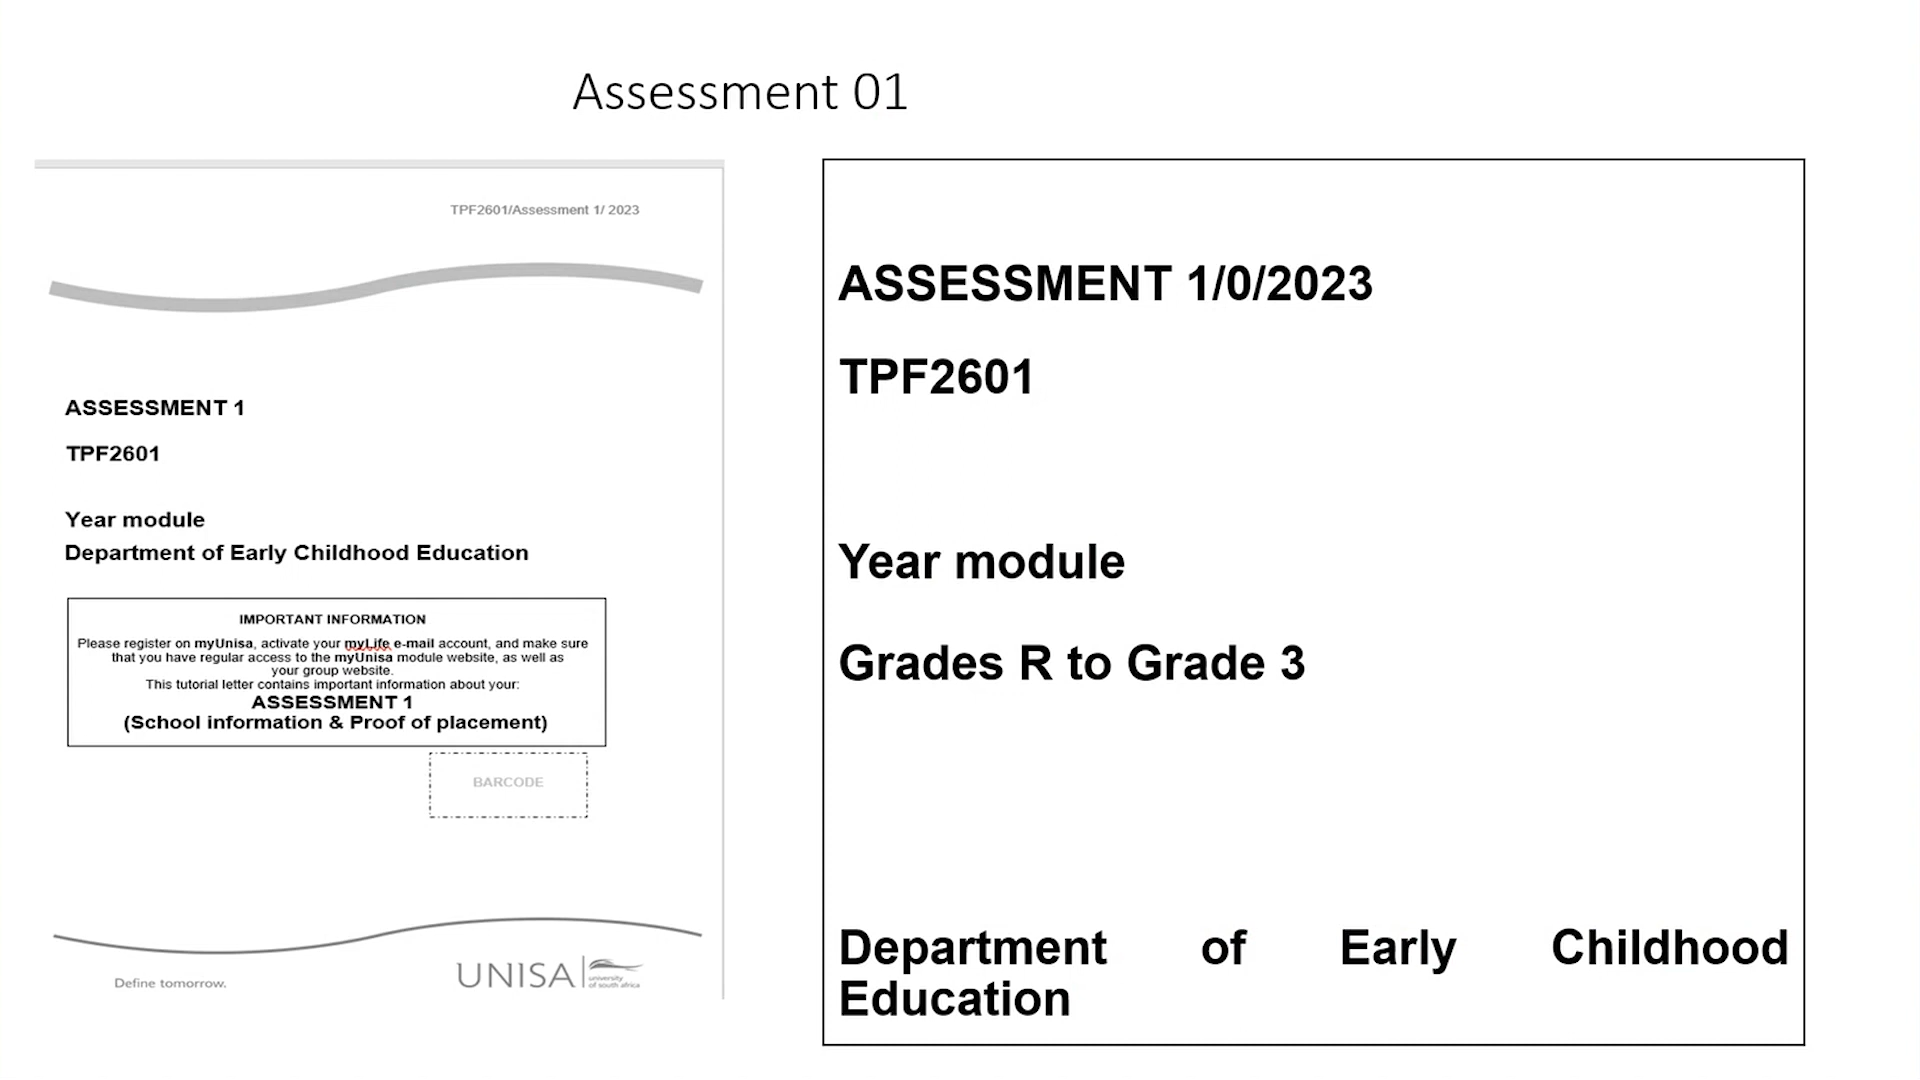 Assessment 01
TPF2601/Assessment 1/ 2023
ASSESSMENT 1
TPF2601
Year module
Department of Early Childhood Education
IMPORTANT INFORMATION
Please register on myUnisa, activate your myLife e-mail account, and make sure
that you have regular access to the myUnisa module website, as well as
your group website.
This tutorial letter contains important information about your:
ASSESSMENT 1
(School information & Proof of placement)
BARCODE
Define tomorrow.
UNISA
university
of south africa
ASSESSMENT 1/0/2023
TPF2601
Year module
Grades R to Grade 3
Department of Early Childhood
Education